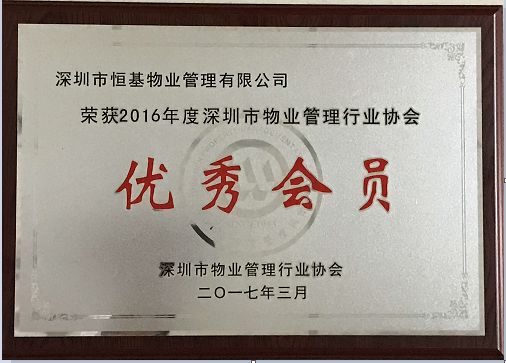 深圳市恒基物业管理有限公司
荣获2016年度深圳市物业管理行业协会
优秀会员
深圳市物业管理行业协会
二〇一七年三月